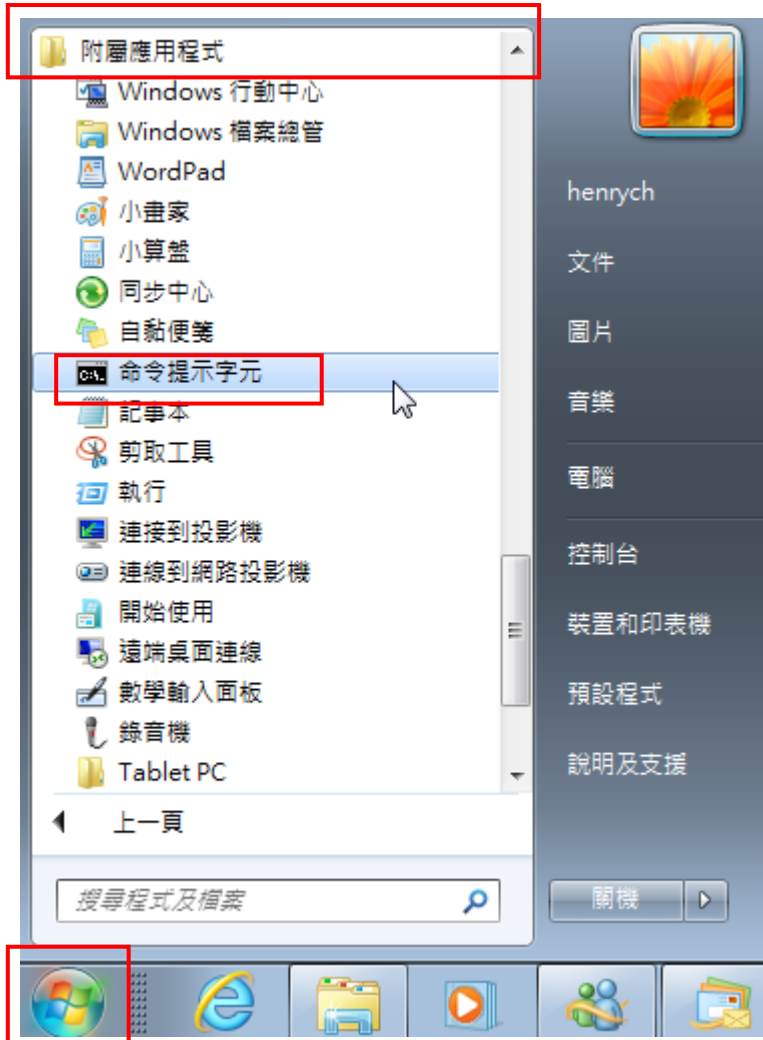 附屬應用程式
Windows 行動中心
Windows 檔案總管
WordPad
小畫家
小算盤
同步中心
自黏便箋
命令提示字元
記事本
剪取工具
執行
連接到投影機
連線到網路投影機
開始使用
遠端桌面連線
數學輸入面板
錄音機
Tablet PC
上一頁
搜尋程式及檔案
henrych
文件
圖片
音樂
電腦
控制台
裝置和印表機
預設程式
說明及支援
關機